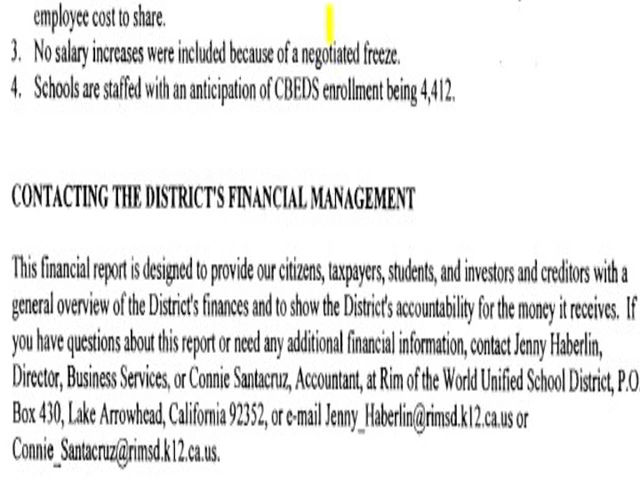 employee cost to share.
3. No salary increases were included because of a negotiated freeze.
4. Schools are staffed with an anticipation of CBEDS enrollment being 4,412.
CONTACTING THE DISTRICT'S FINANCIAL MANAGEMENT
This financial report is designed to provide our citizens, taxpayers, students, and investors and creditors with a
general overview of the District's finances and to show the District's accountability for the money it receives. If
you have questions about this report or need any additional financial information, contact Jenny Haberlin,
Director, Business Services, or Connie Santacruz, Accountant, at Rim of the World Unified School District, P.O.
Box 430, Lake Arrowhead, California 92352, or e-mail Jenny_Haberlin@rimsd.k12.ca.us or
Connie_Santacruz@rimsd.k12.ca.us.